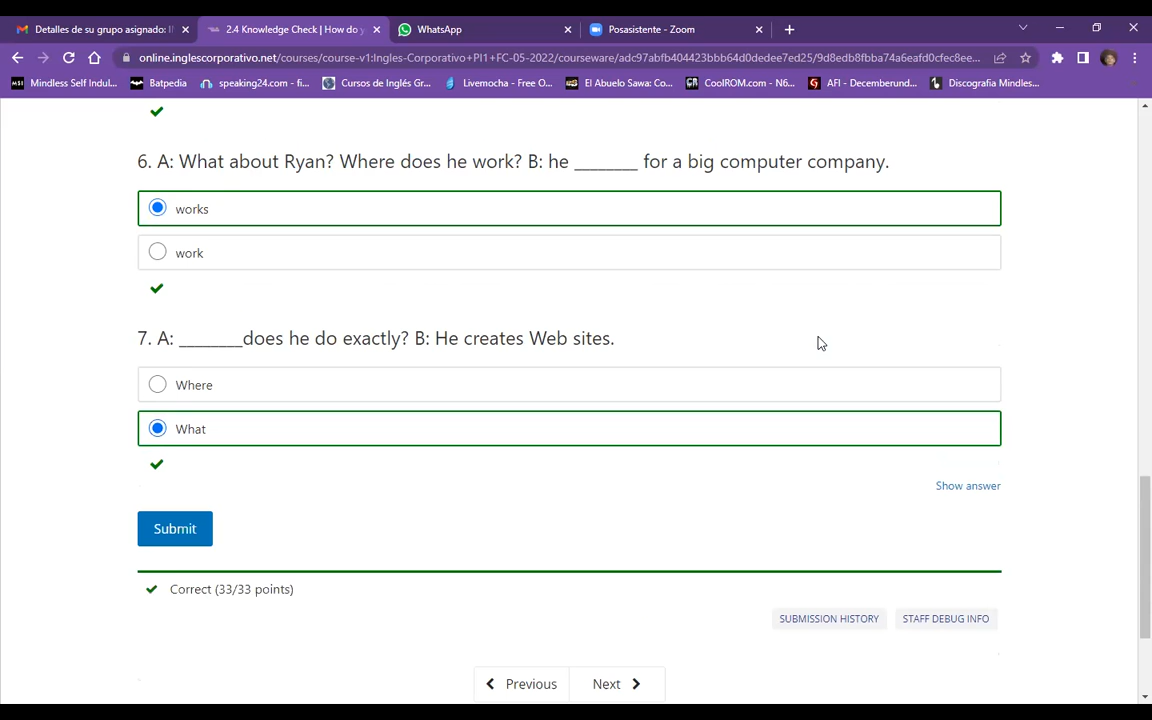 Detalles de su grupo asignado: I
2.4 Knowledge Check | How do y
WhatsApp
Posasistente - Zoom
online.inglescorporativo.net/courses/course-v1:Ingles-Corporativo+PI1+FC-05-2022/courseware/adc97abfb404423bbb64d0dedee7ed25/9d8edb8fbba74a6eafd0cfec8ee...
Mindless Self Indul...
Batpedia
speaking24.com - fi...
Cursos de Inglés Gr...
Livemocha - Free O...
El Abuelo Sawa: Co...
CoolROM.com - N6...
AFI - Decemberund...
Discografia Mindles...
6. A: What about Ryan? Where does he work? B: he _______ for a big computer company.
works
work
7. A: _______does he do exactly? B: He creates Web sites.
Where
What
Show answer
Submit
Correct (33/33 points)
SUBMISSION HISTORY
STAFF DEBUG INFO
Previous
Next